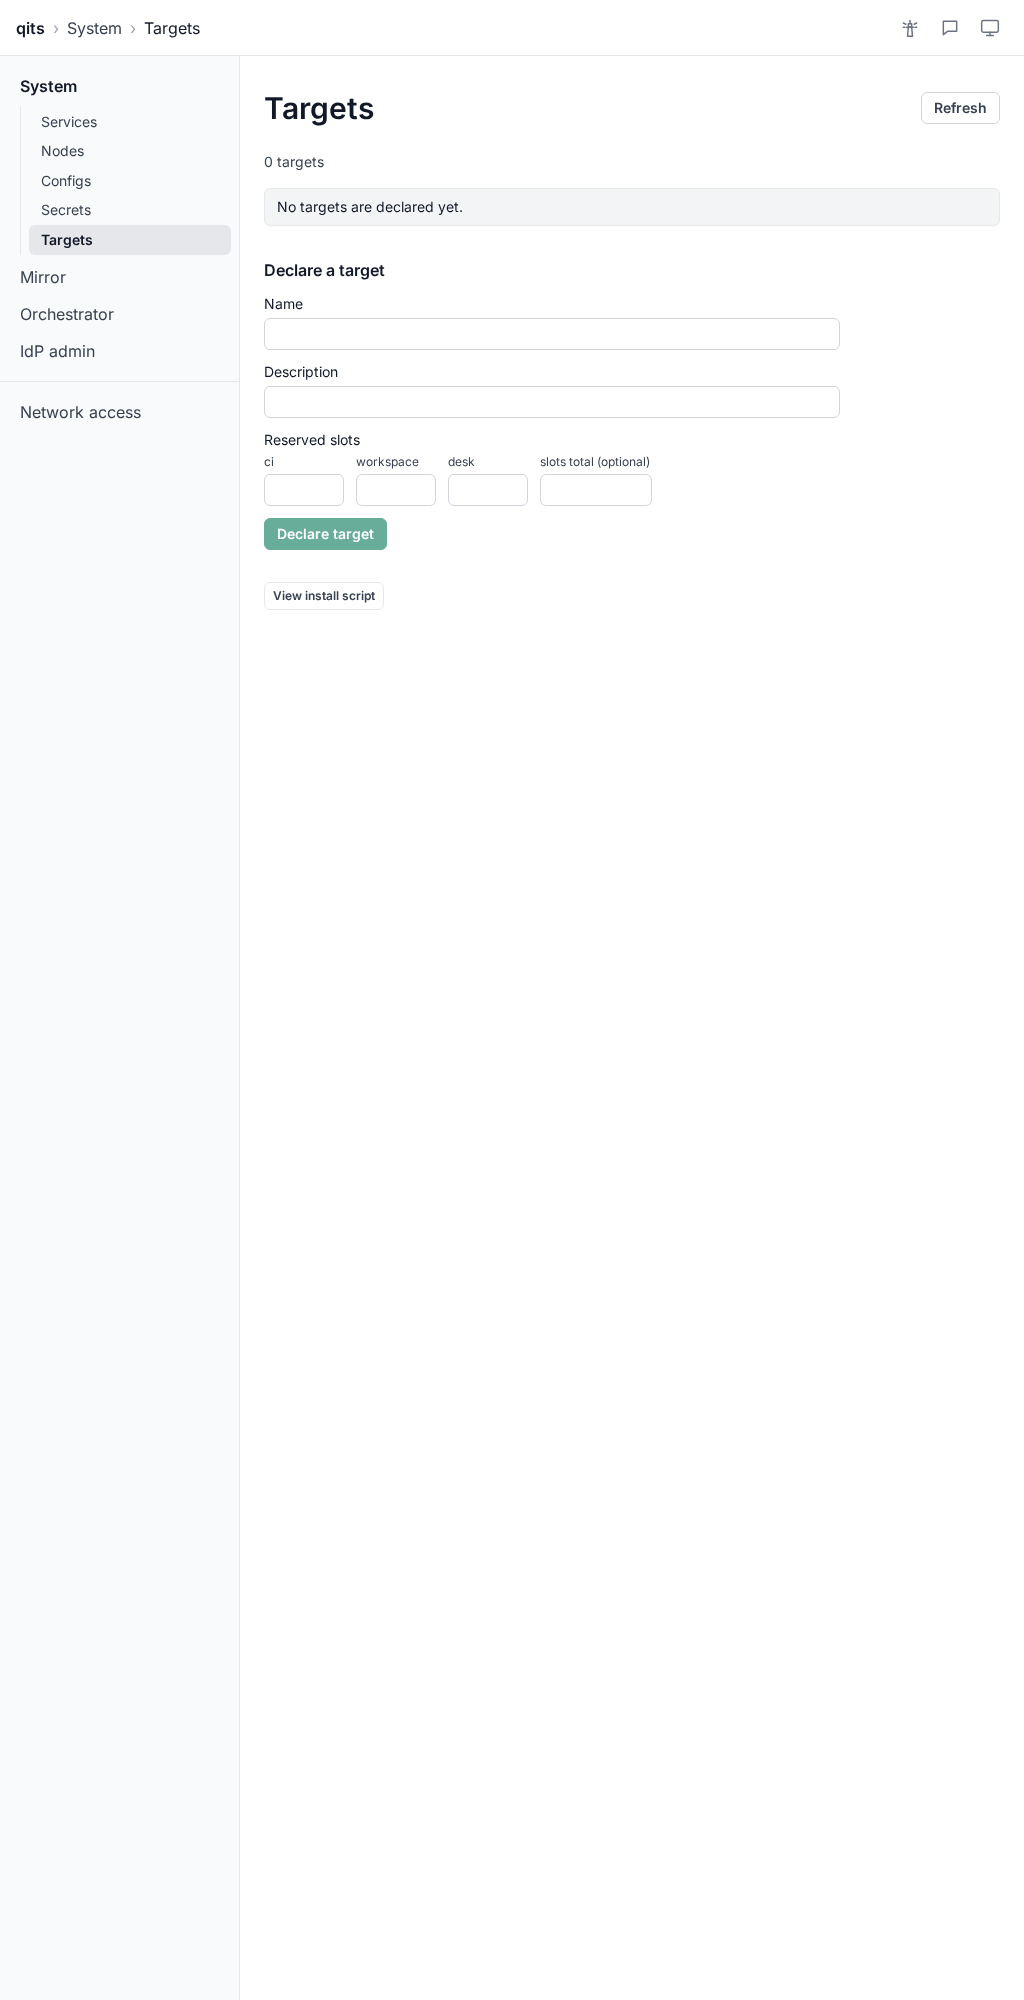 qits › System › Targets
System
Services
Nodes
Configs
Secrets
Targets
Mirror
Orchestrator
IdP admin
Network access
Targets
Refresh
0 targets
No targets are declared yet.
Declare a target
Name
Description
Reserved slots
ci workspace desk slots total (optional)
Declare target
View install script